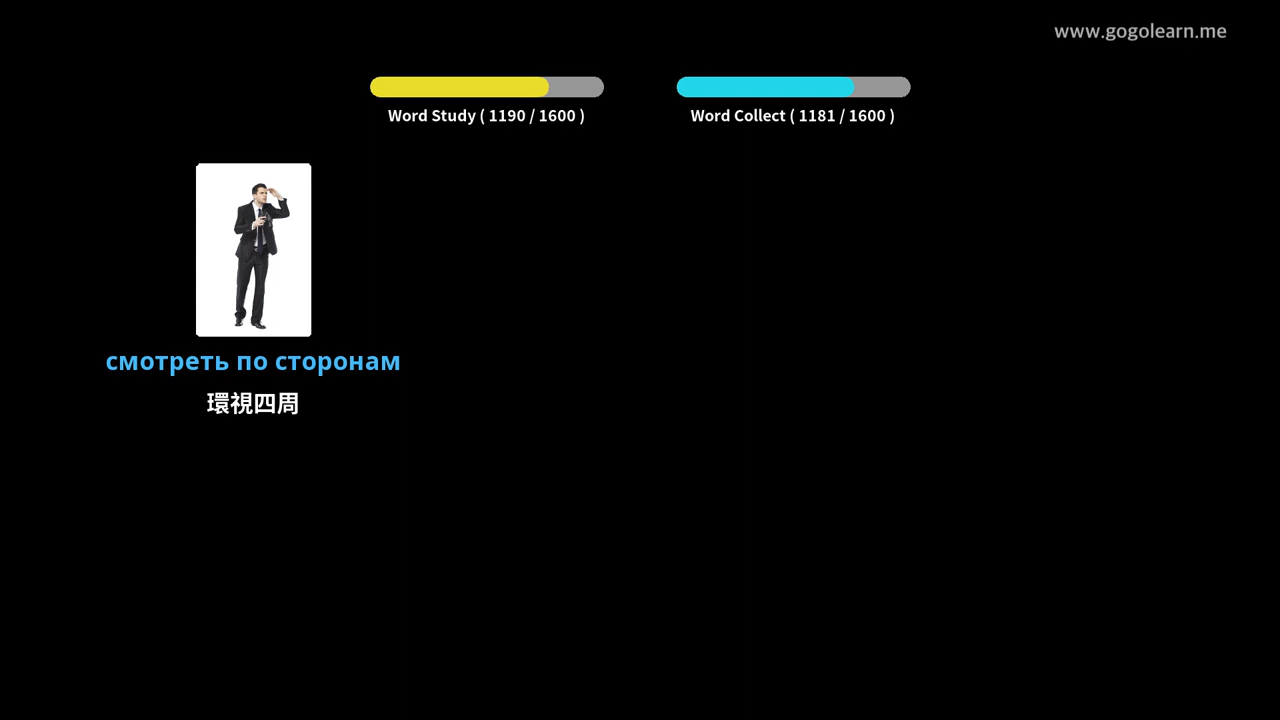 www.gogolearn.me
Word Study ( 1190 / 1600 )
Word Collect ( 1181 / 1600 )
смотреть по сторонам
環視四周